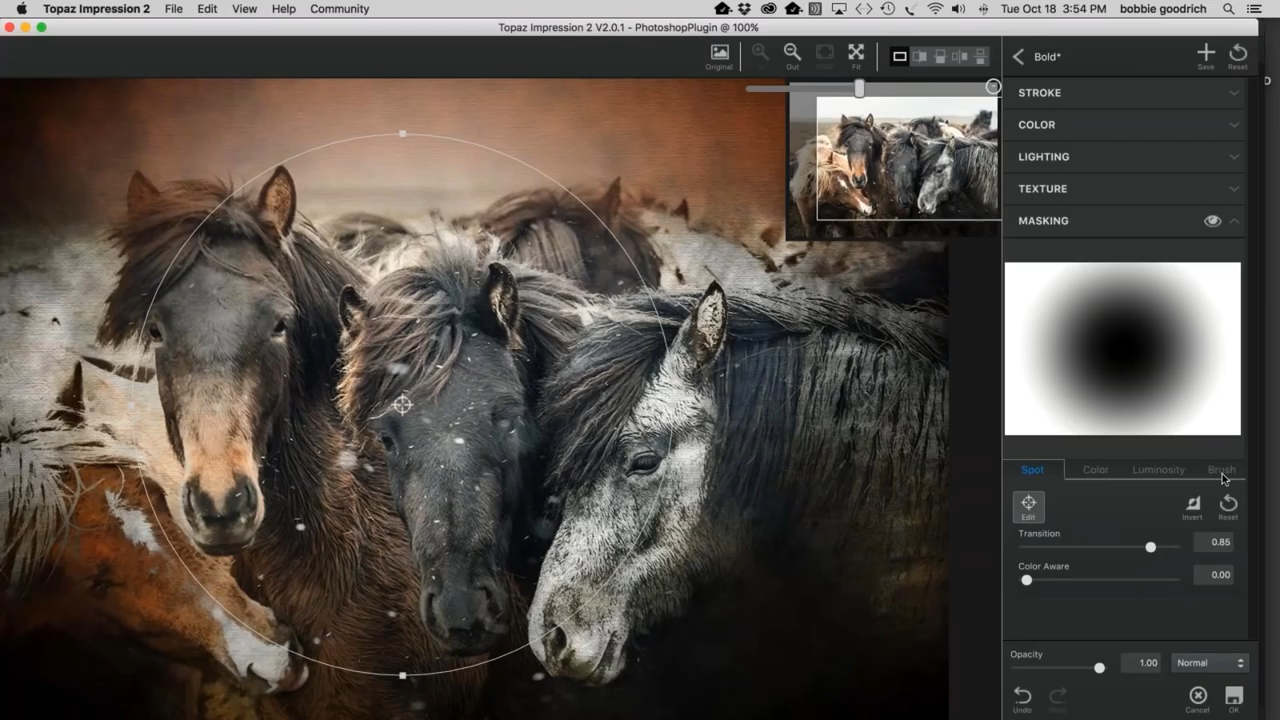 Topaz Impression 2 File Edit View Window Help Community Tue Oct 18 3:54 PM bobbie goodrich
Topaz Impression 2 V2.0.1 - PhotoshopPlugin @ 100%
Original Out Fit Bold* Save Reset
STROKE
COLOR
LIGHTING
TEXTURE
MASKING
Spot Color Luminosity Brush
Edit Invert Reset
Transition 0.85
Color Aware 0.00
Opacity 1.00 Normal
Undo Cancel OK